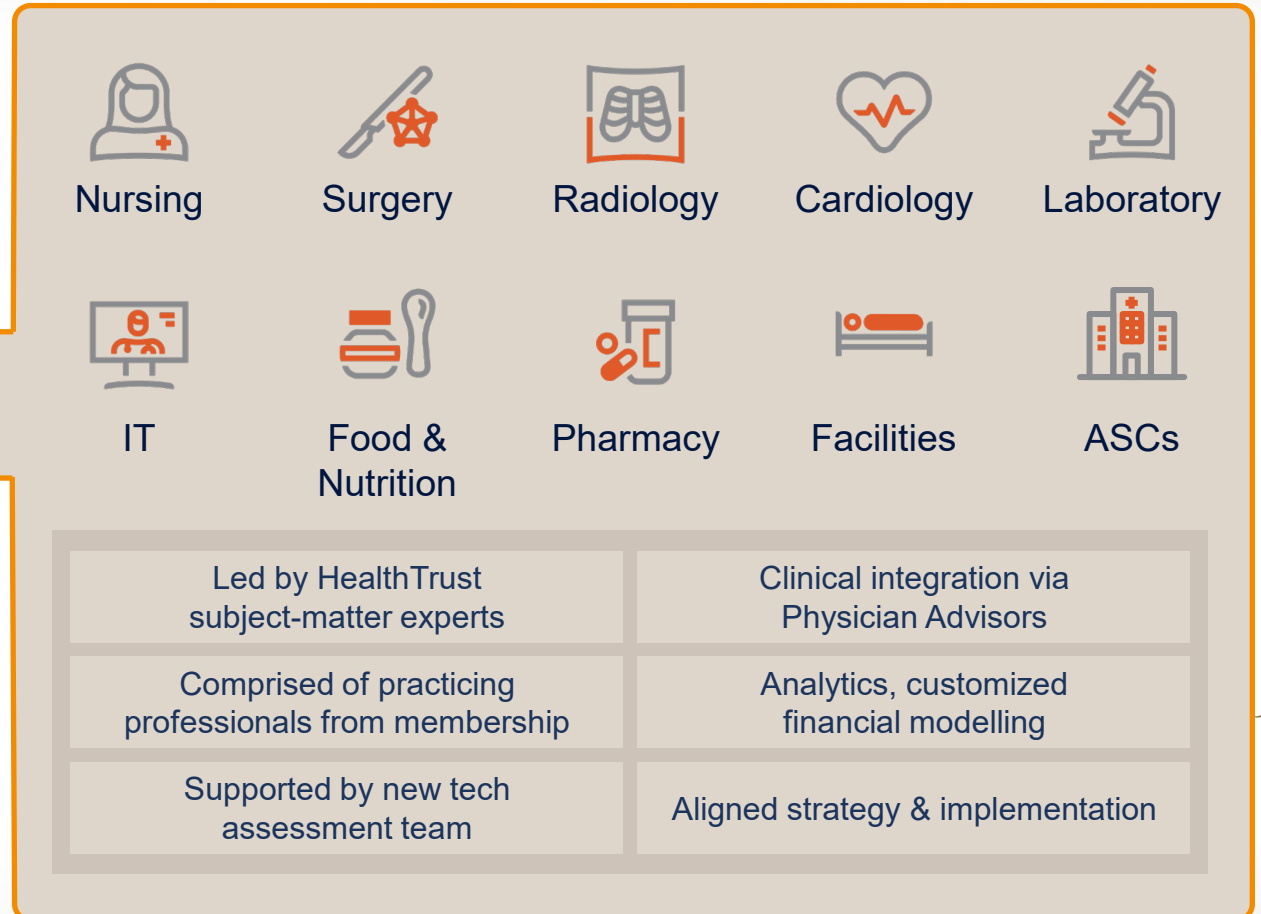 Nursing
Surgery
Radiology
Cardiology
Laboratory
IT
Food &
Nutrition
Pharmacy
Facilities
ASCs
Led by HealthTrust
subject-matter experts
Clinical integration via
Physician Advisors
Comprised of practicing
professionals from membership
Analytics, customized
financial modelling
Supported by new tech
assessment team
Aligned strategy & implementation